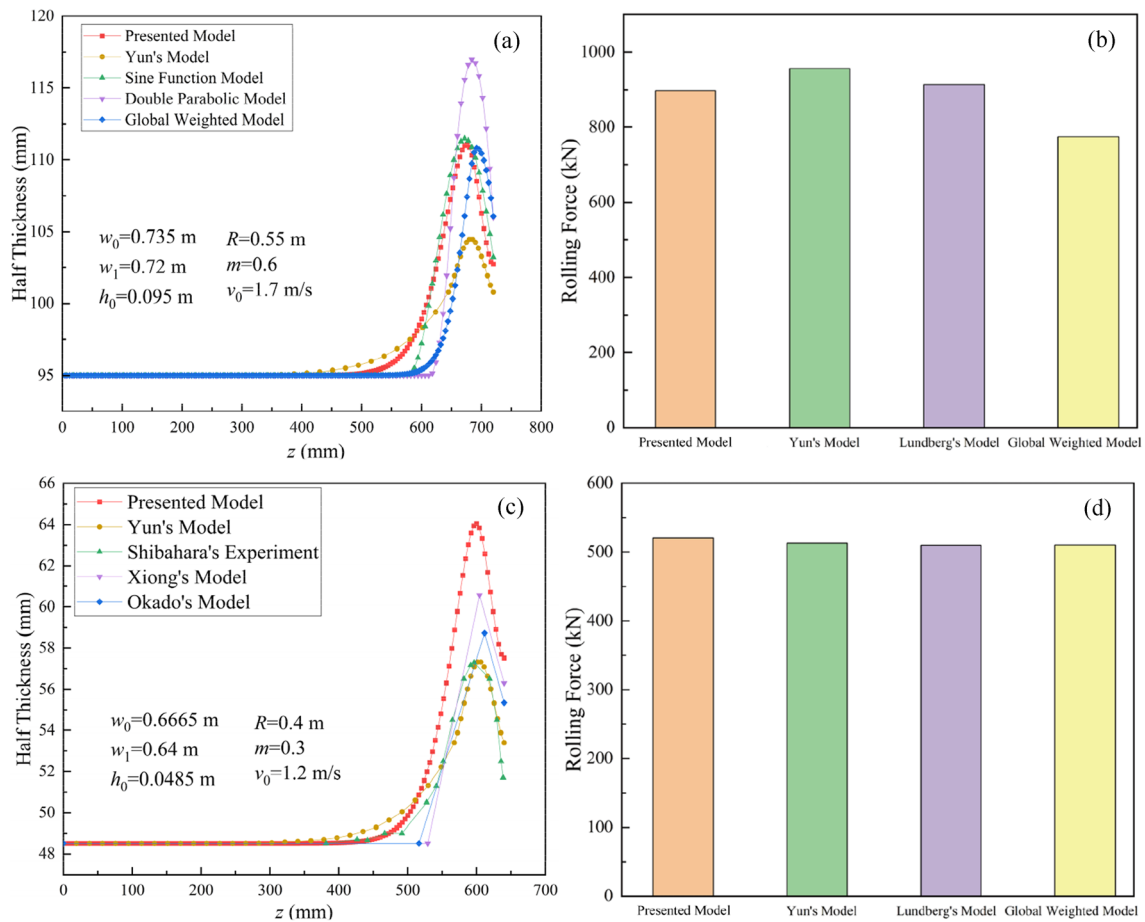 120
115
110
105
100
95
0
100
200
300
400
500
600
700
800
Half Thickness (mm)
z (mm)
Presented Model
Yun's Model
Sine Function Model
Double Parabolic Model
Global Weighted Model
(a)
w0=0.735 m
w1=0.72 m
h0=0.095 m
R=0.55 m
m=0.6
v0=1.7 m/s
1000
800
600
400
200
0
Rolling Force (kN)
(b)
Presented Model
Yun's Model
Lundberg's Model
Global Weighted Model
66
64
62
60
58
56
54
52
50
48
0
100
200
300
400
500
600
700
Half Thickness (mm)
z (mm)
Presented Model
Yun's Model
Shibahara's Experiment
Xiong's Model
Okado's Model
(c)
w0=0.6665 m
w1=0.64 m
h0=0.0485 m
R=0.4 m
m=0.3
v0=1.2 m/s
600
500
400
300
200
100
0
Rolling Force (kN)
(d)
Presented Model
Yun's Model
Lundberg's Model
Global Weighted Model